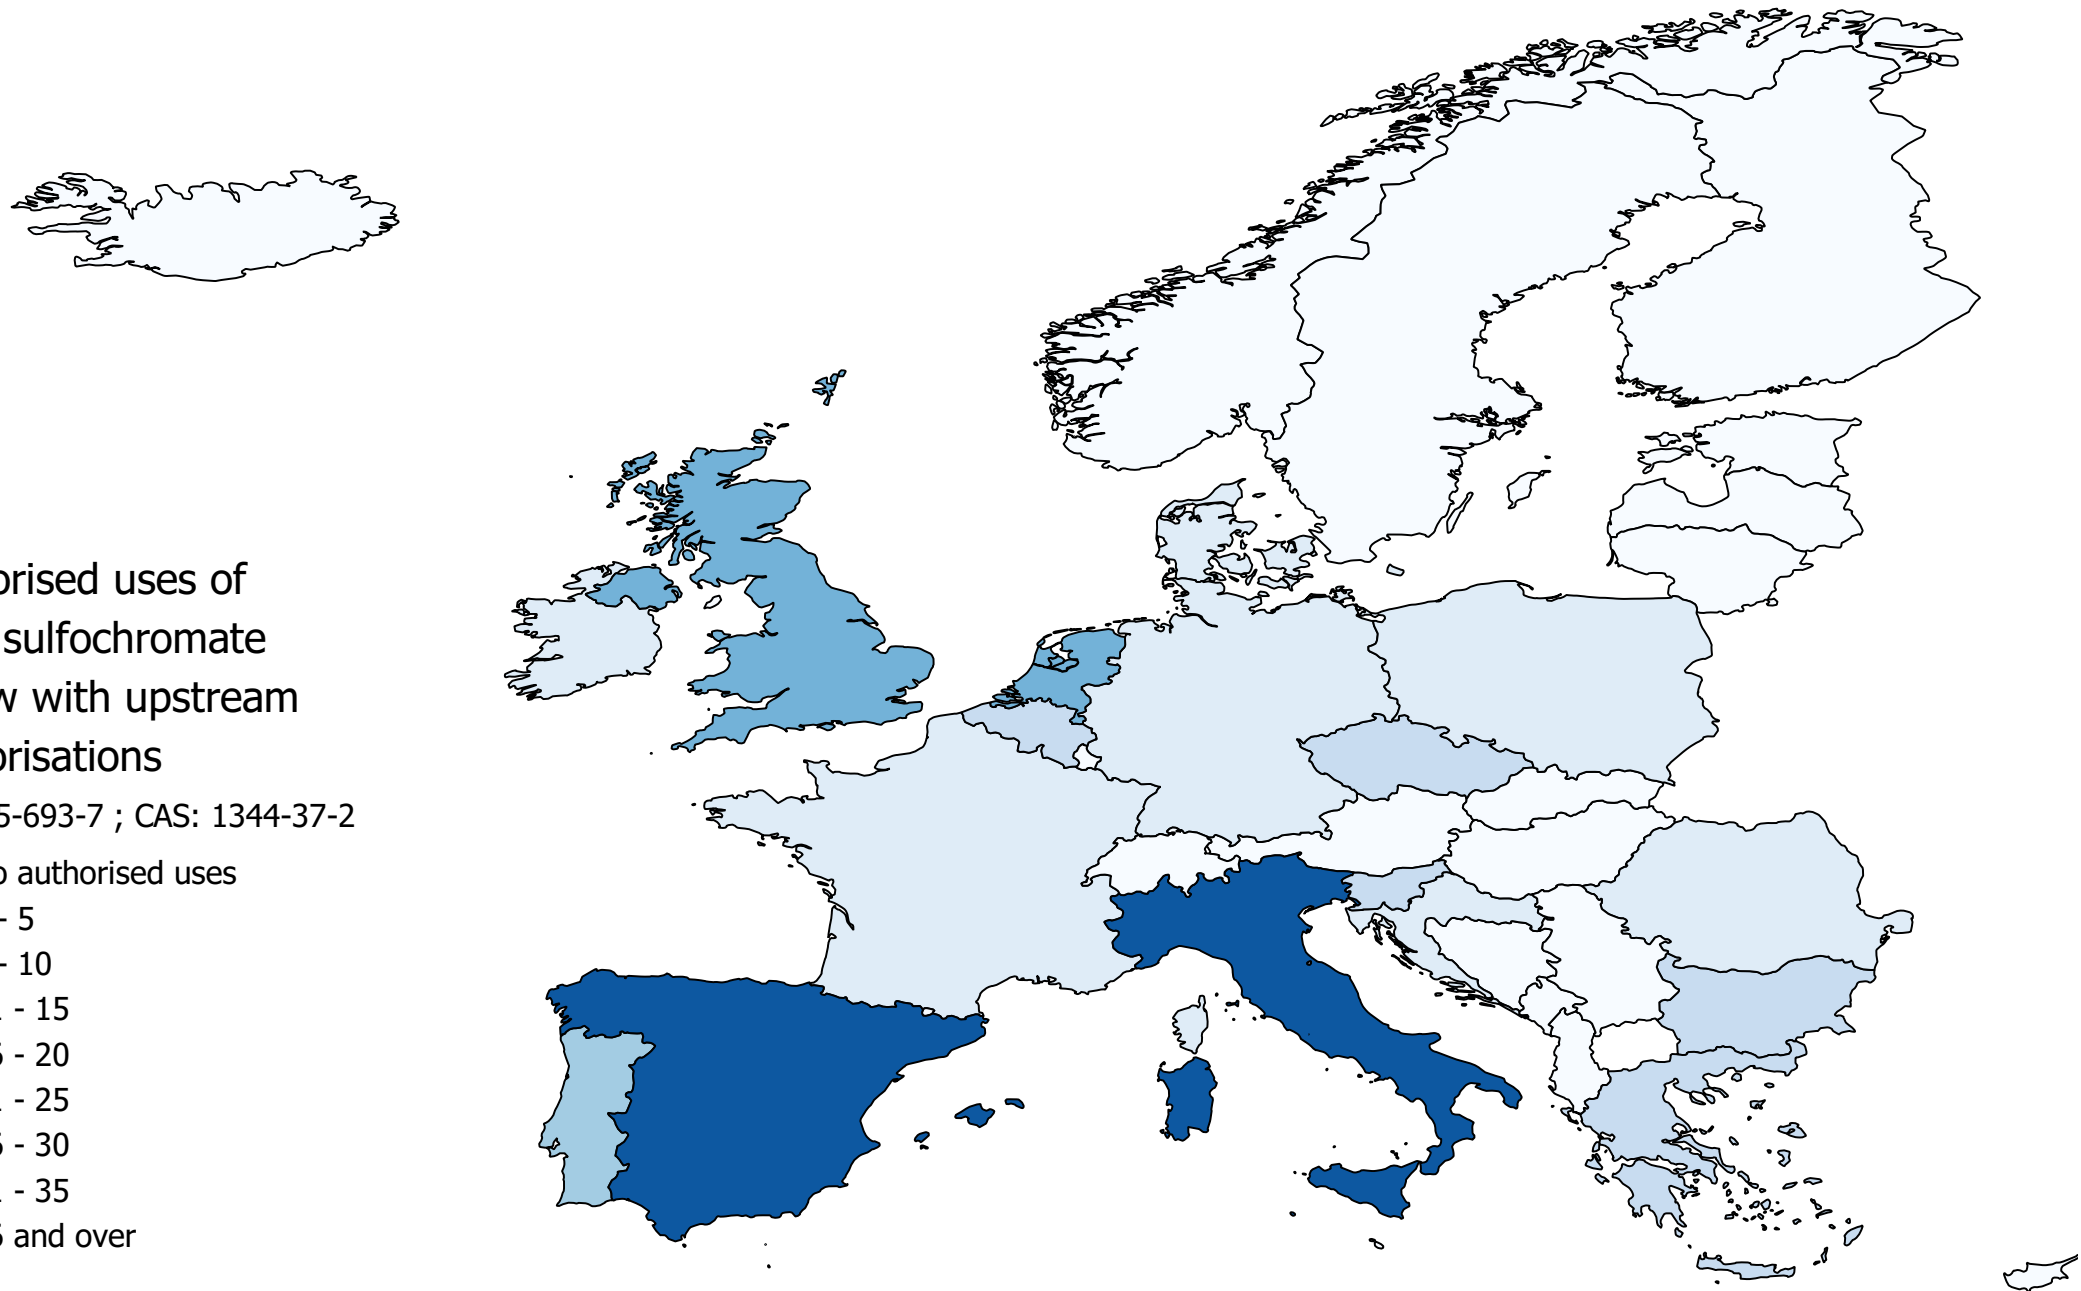 orised uses of
sulfochromate
w with upstream
orisations
5-693-7 ; CAS: 1344-37-2
o authorised uses
- 5
- 10
- 15
- 20
- 25
- 30
- 35
and over